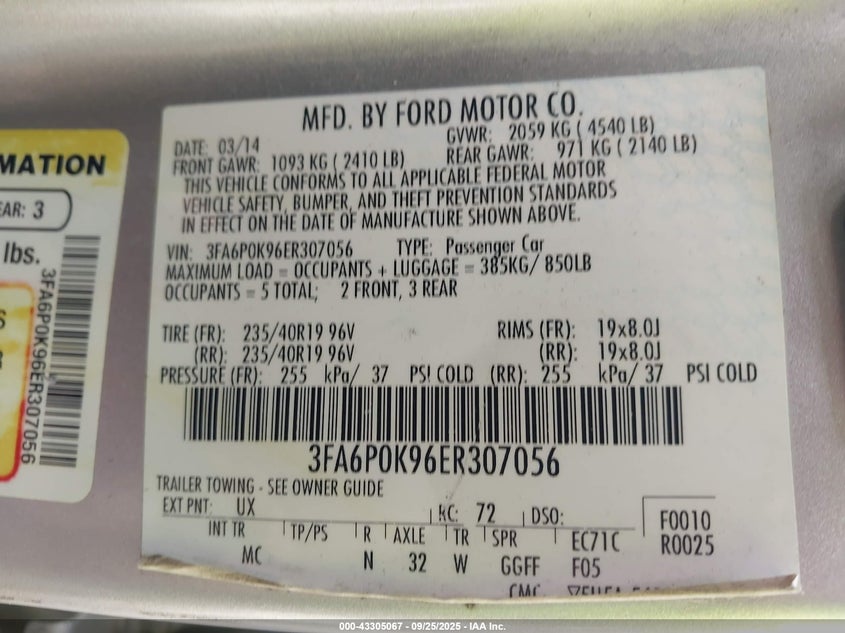 MFD. BY FORD MOTOR CO.
DATE: 03/14 GVWR: 2059 KG ( 4540 LB)
FRONT GAWR: 1093 KG ( 2410 LB) REAR GAWR: 971 KG ( 2140 LB)
THIS VEHICLE CONFORMS TO ALL APPLICABLE FEDERAL MOTOR
VEHICLE SAFETY, BUMPER, AND THEFT PREVENTION STANDARDS
IN EFFECT ON THE DATE OF MANUFACTURE SHOWN ABOVE.
VIN: 3FA6P0K96ER307056 TYPE: Passenger Car
MAXIMUM LOAD = OCCUPANTS + LUGGAGE = 385KG/ 850LB
OCCUPANTS = 5 TOTAL; 2 FRONT, 3 REAR
TIRE (FR): 235/40R19 96V RIMS (FR): 19x8.0J
(RR): 235/40R19 96V (RR): 19x8.0J
PRESSURE (FR): 255 kPa/ 37 PSI COLD (RR): 255 kPa/ 37 PSI COLD
3FA6P0K96ER307056
TRAILER TOWING - SEE OWNER GUIDE
EXT PNT: UX RC: 72 DSO: F0010
R0025
INT TR TP/PS R AXLE TR SPR EC71C
MC N 32 W GGFF F05
CMC
MATION
EAR: 3
lbs.
3FA6P0K96ER307056
000-43305067 - 09/25/2025 - IAA Inc.